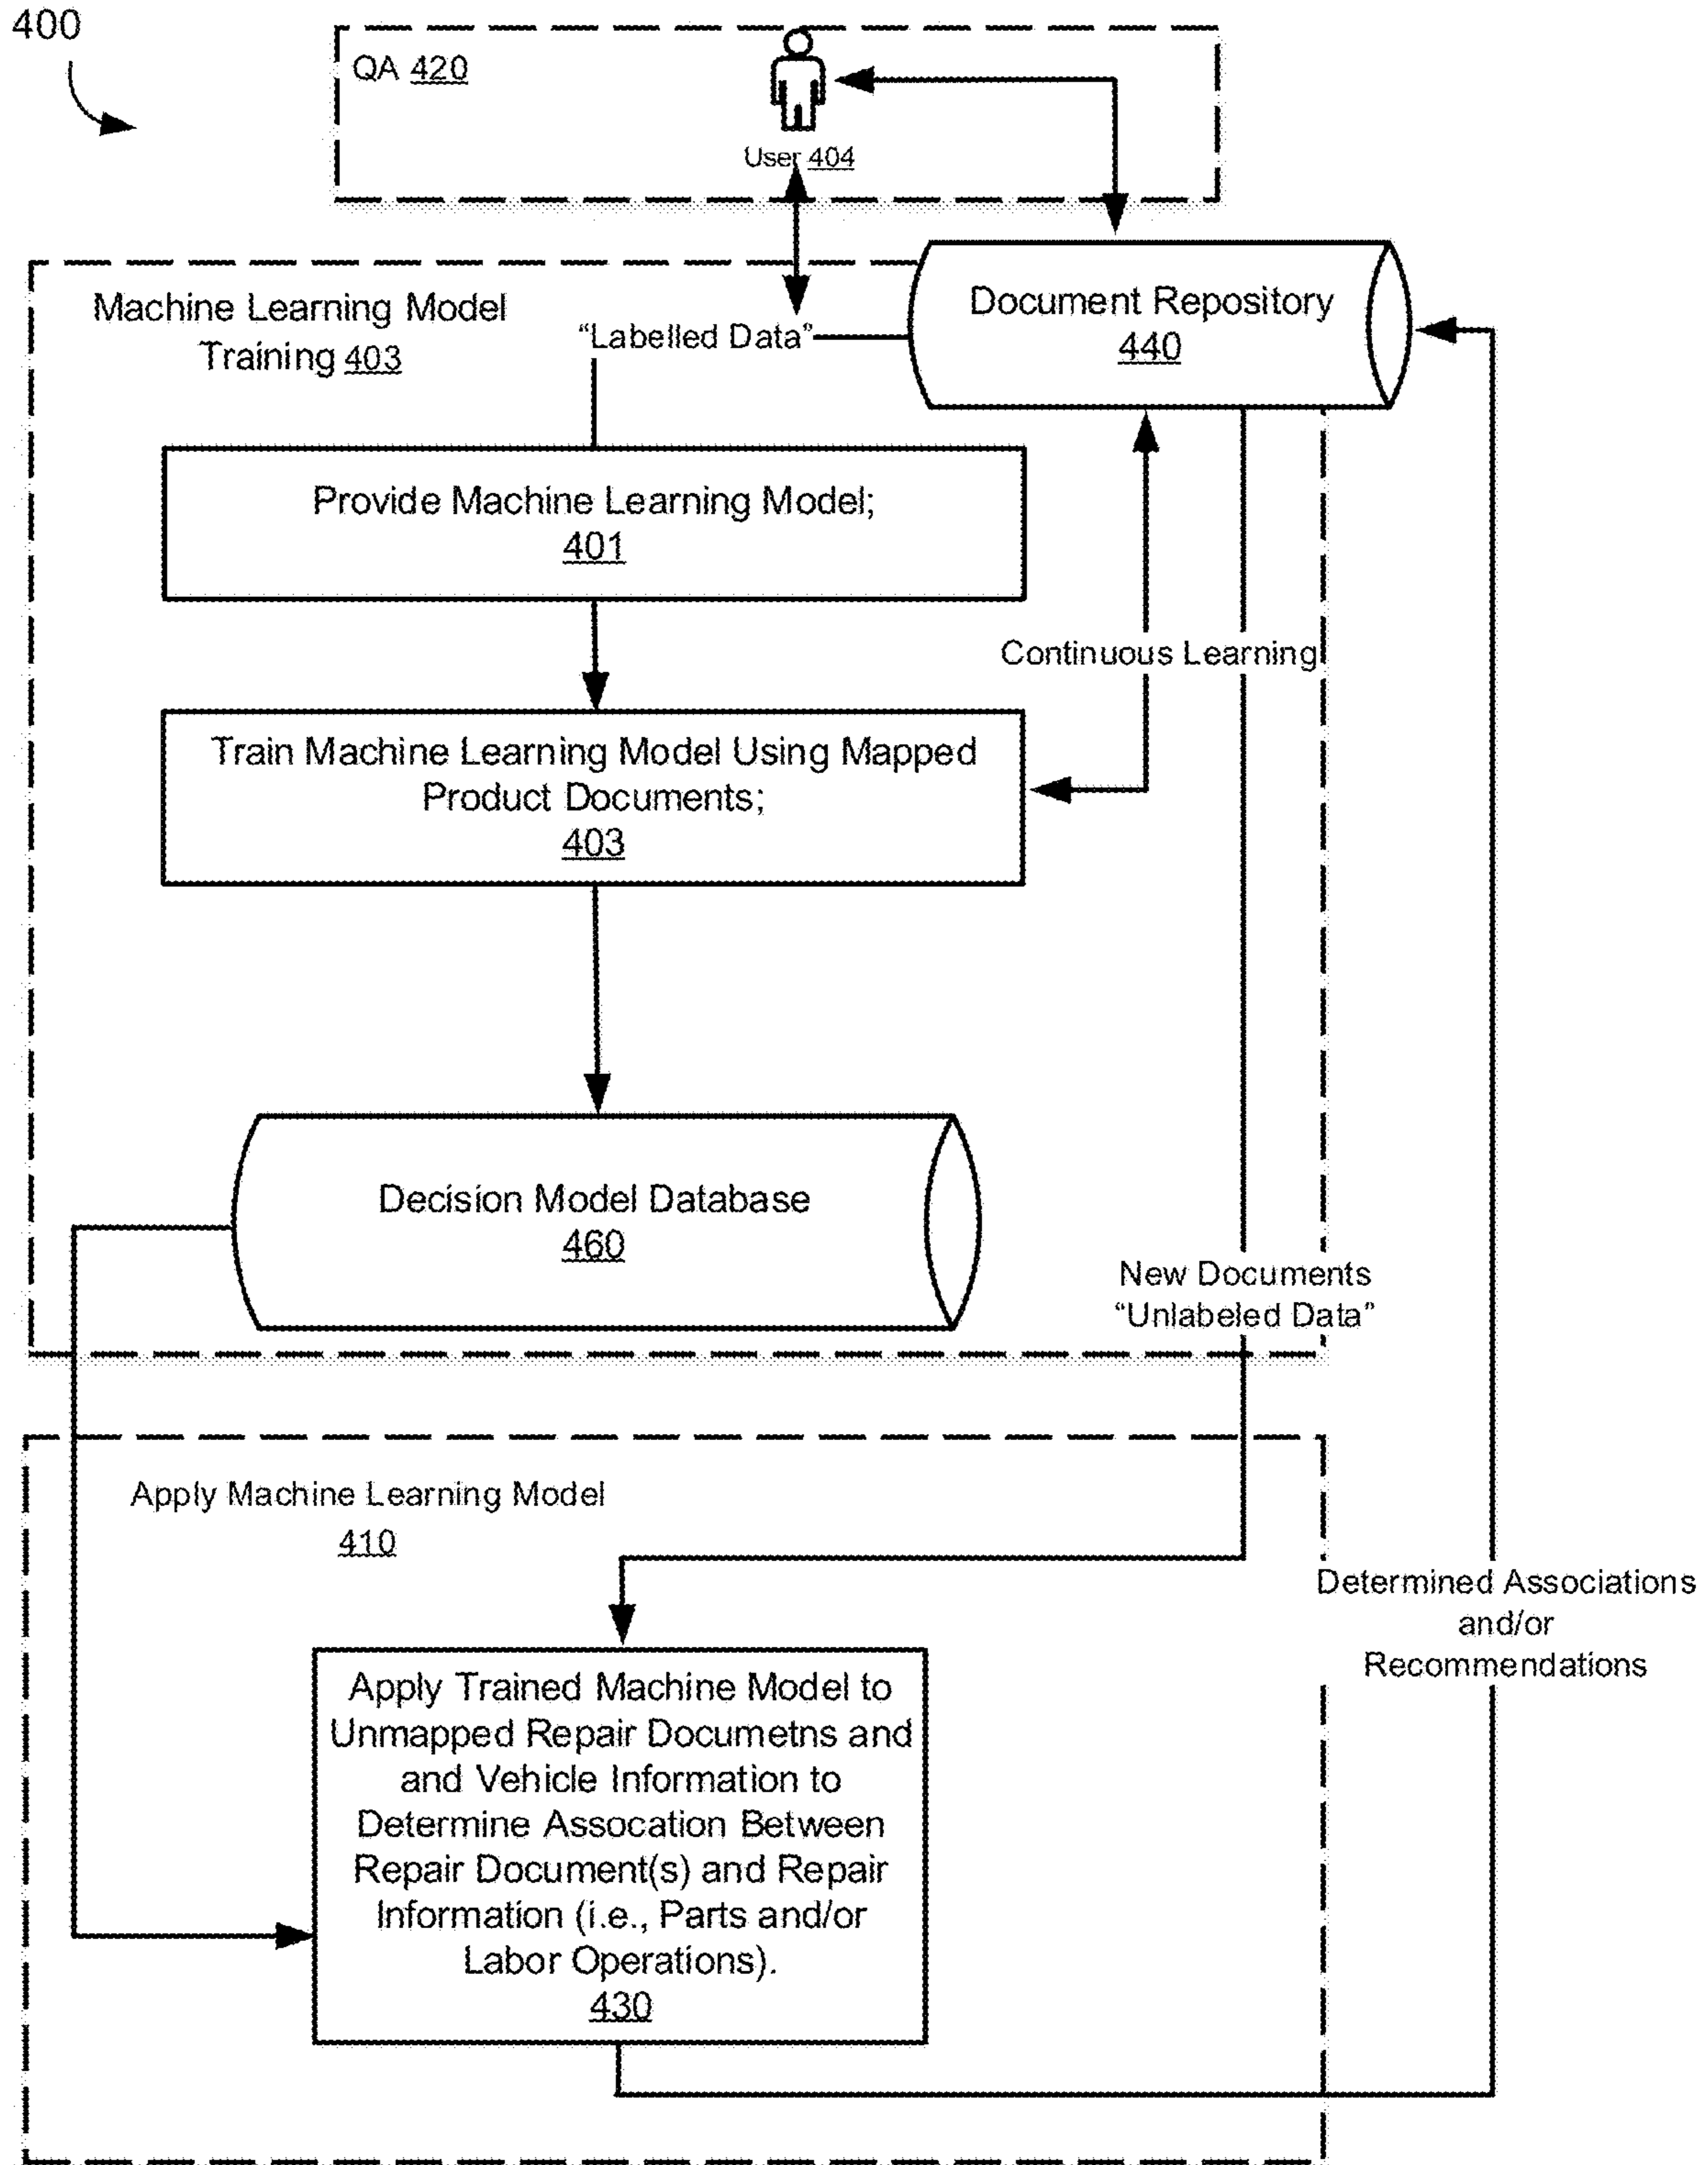 400
QA 420
User 404
Machine Learning Model
Training 403
"Labelled Data"
Document Repository
440
Provide Machine Learning Model;
401
Continuous Learning
Train Machine Learning Model Using Mapped
Product Documents;
403
Decision Model Database
460
New Documents
"Unlabeled Data"
Apply Machine Learning Model
410
Determined Associations
and/or
Recommendations
Apply Trained Machine Model to
Unmapped Repair Documetns and
and Vehicle Information to
Determine Assocation Between
Repair Document(s) and Repair
Information (i.e., Parts and/or
Labor Operations).
430